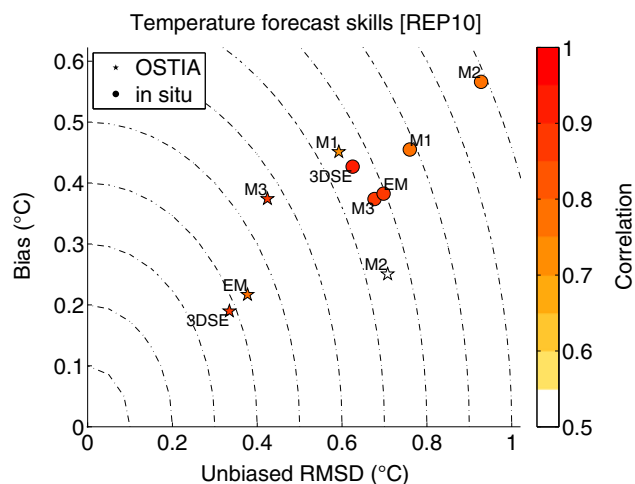 Temperature forecast skills [REP10]
OSTIA
in situ
M2
M1
M1
3DSE
EM
M3
M3
M2
EM
3DSE
0.6
0.5
0.4
0.3
0.2
0.1
0
Bias (°C)
0 0.2 0.4 0.6 0.8 1
Unbiased RMSD (°C)
1
0.9
0.8
0.7
0.6
0.5
Correlation